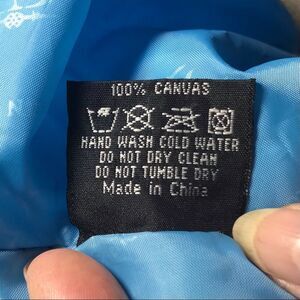 100% CANVAS
HAND WASH COLD WATER
DO NOT DRY CLEAN
DO NOT TUMBLE DRY
Made in China